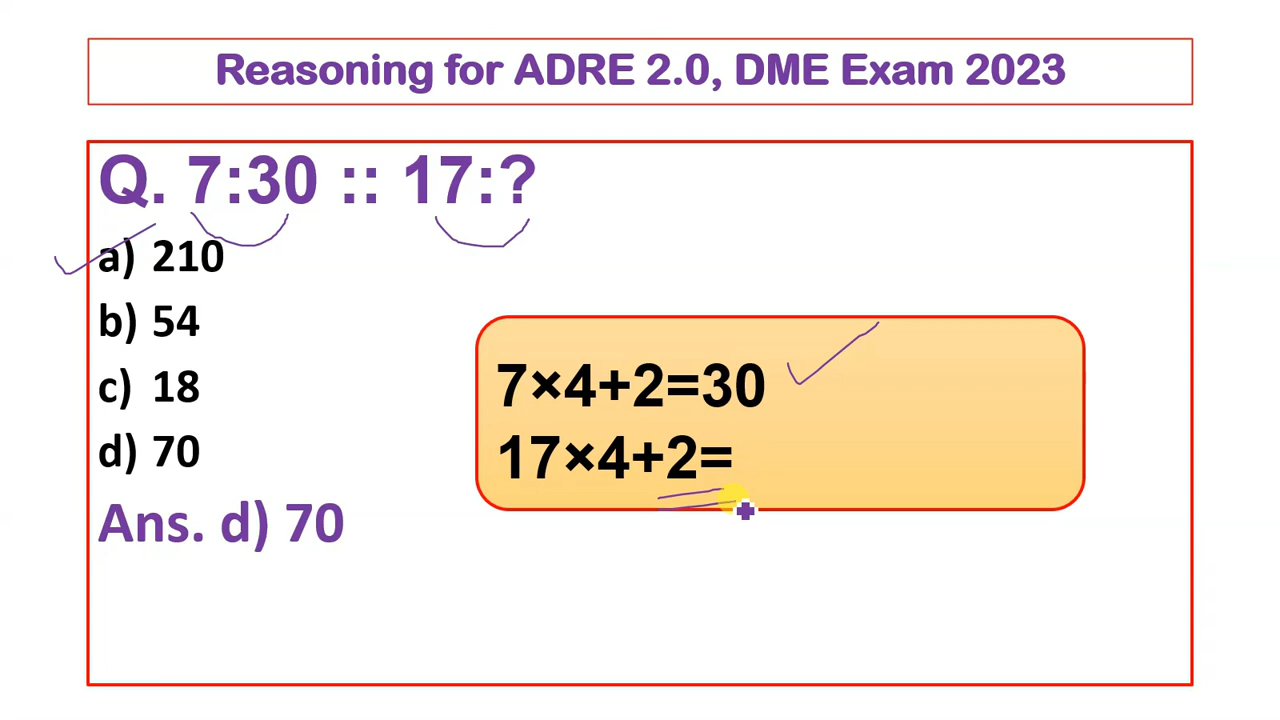 Reasoning for ADRE 2.0, DME Exam 2023
Q. 7:30 :: 17:?
a) 210
b) 54
c) 18
d) 70
Ans. d) 70
7×4+2=30
17×4+2=